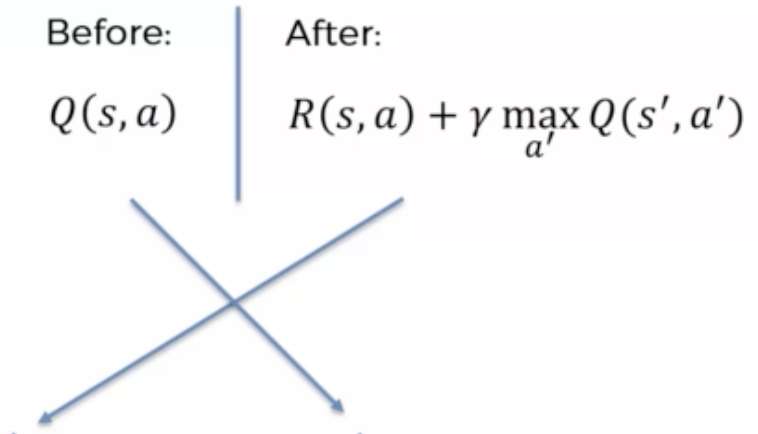 Before: After:
Q(s, a) R(s, a) + γ max Q(s′, a′)
a′